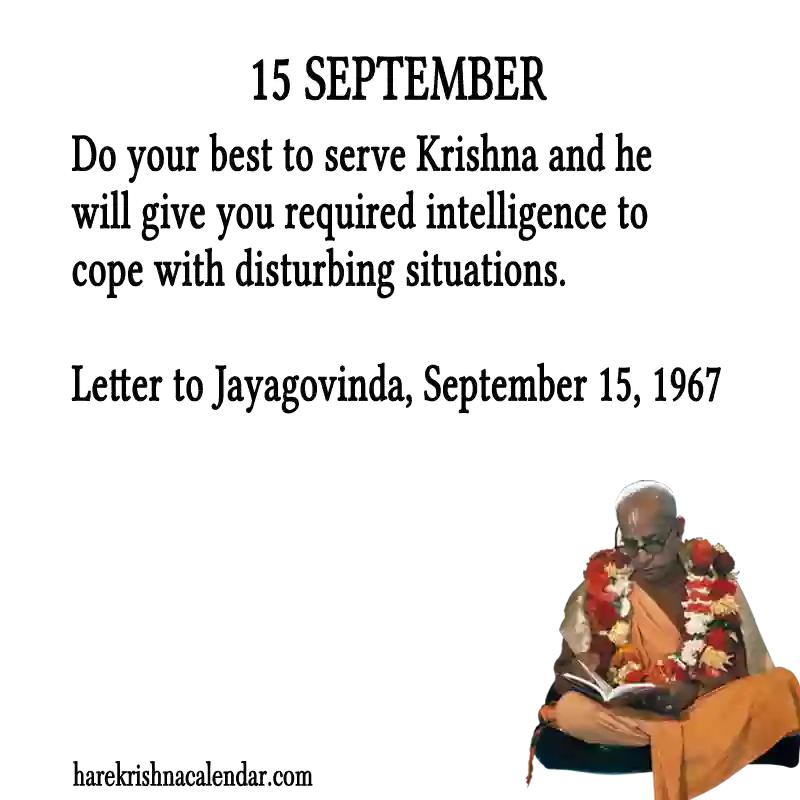 15 SEPTEMBER
Do your best to serve Krishna and he
will give you required intelligence to
cope with disturbing situations.
Letter to Jayagovinda, September 15, 1967
harekrishnacalendar.com